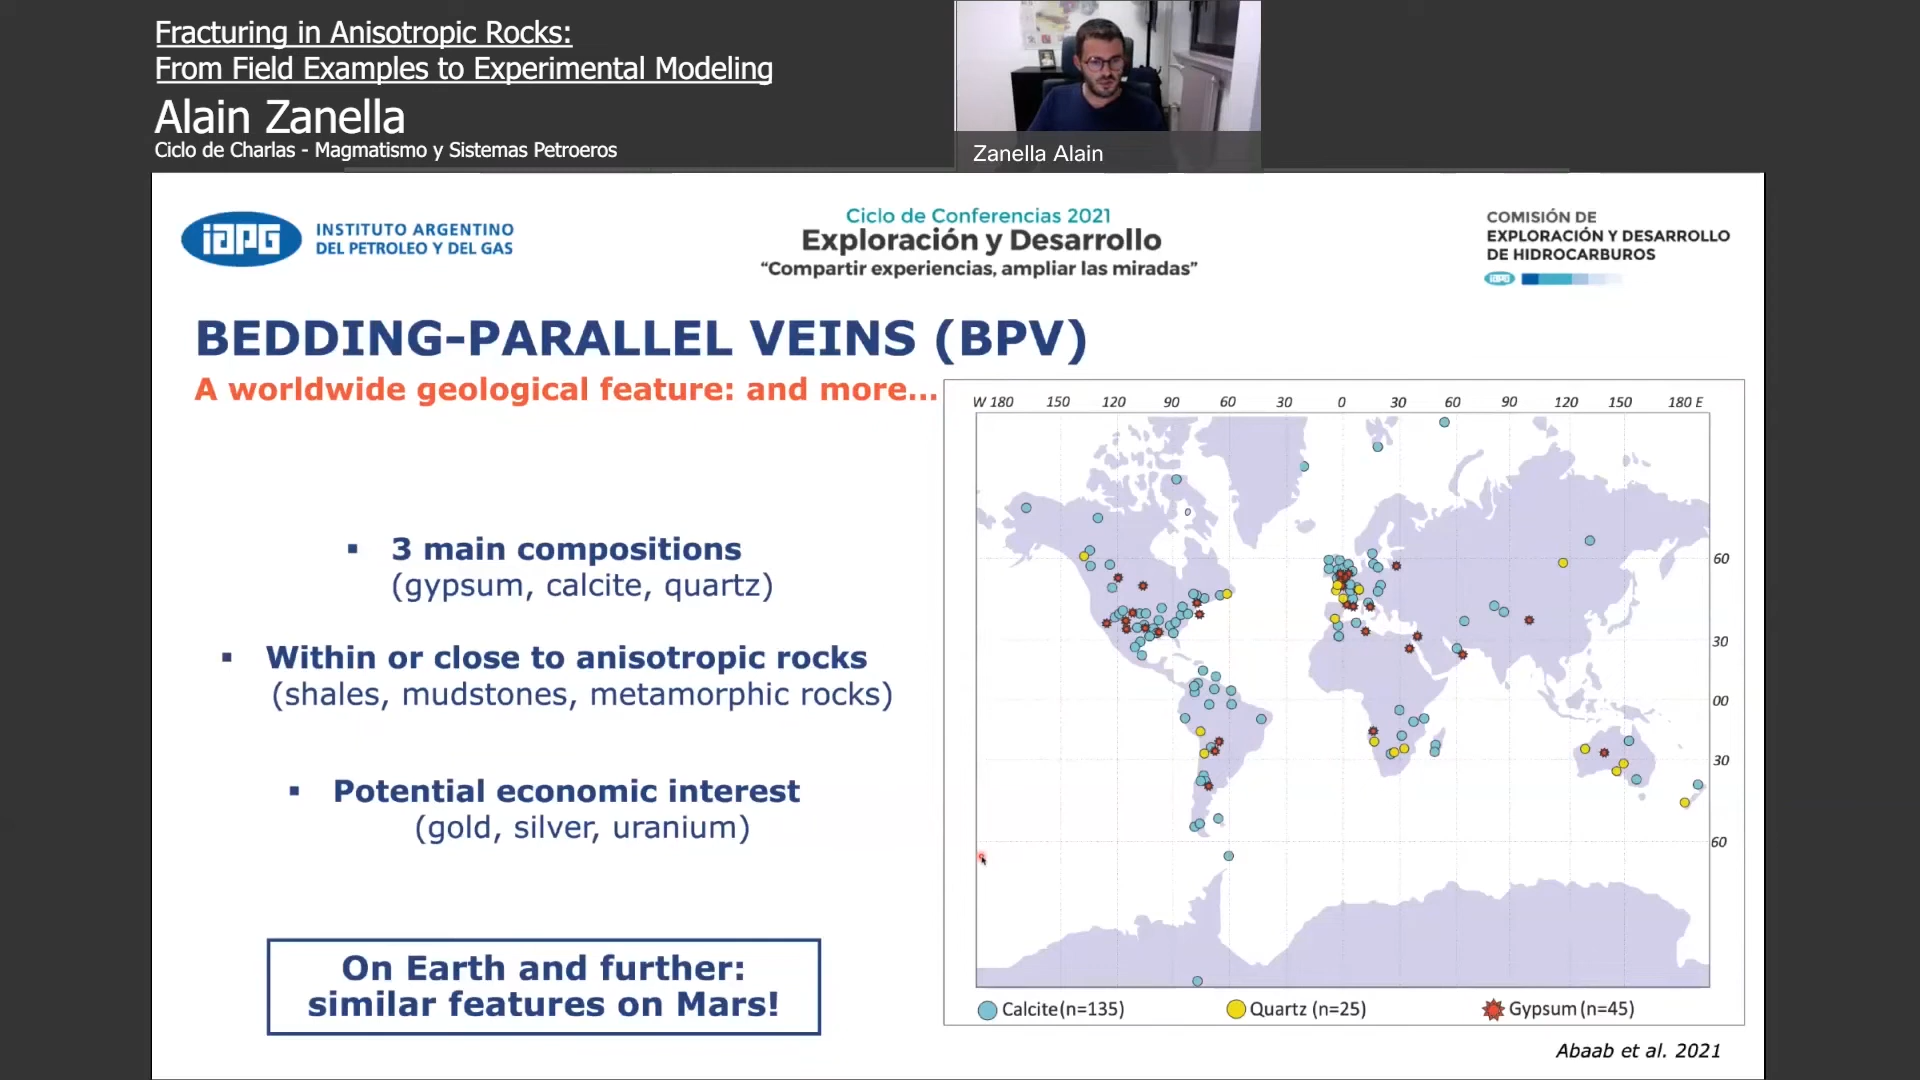 Fracturing in Anisotropic Rocks:
From Field Examples to Experimental Modeling
Alain Zanella
Ciclo de Charlas - Magmatismo y Sistemas Petroeros
Zanella Alain
iAPG
INSTITUTO ARGENTINO
DEL PETROLEO Y DEL GAS
Ciclo de Conferencias 2021
Exploración y Desarrollo
“Compartir experiencias, ampliar las miradas”
COMISIÓN DE
EXPLORACIÓN Y DESARROLLO
DE HIDROCARBUROS
iAPG
BEDDING-PARALLEL VEINS (BPV)
A worldwide geological feature: and more...
▪ 3 main compositions
(gypsum, calcite, quartz)
▪ Within or close to anisotropic rocks
(shales, mudstones, metamorphic rocks)
▪ Potential economic interest
(gold, silver, uranium)
On Earth and further:
similar features on Mars!
W 180 150 120 90 60 30 0 30 60 90 120 150 180 E
60
30
00
30
60
Calcite (n=135) Quartz (n=25) Gypsum (n=45)
Abaab et al. 2021